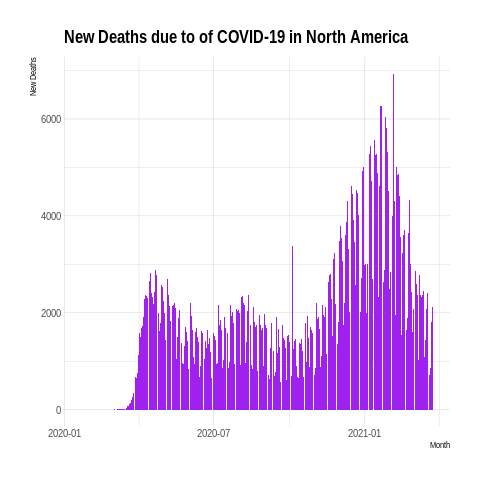 New Deaths due to of COVID-19 in North America
New Deaths
6000
4000
2000
0
2020-01
2020-07
2021-01
Month